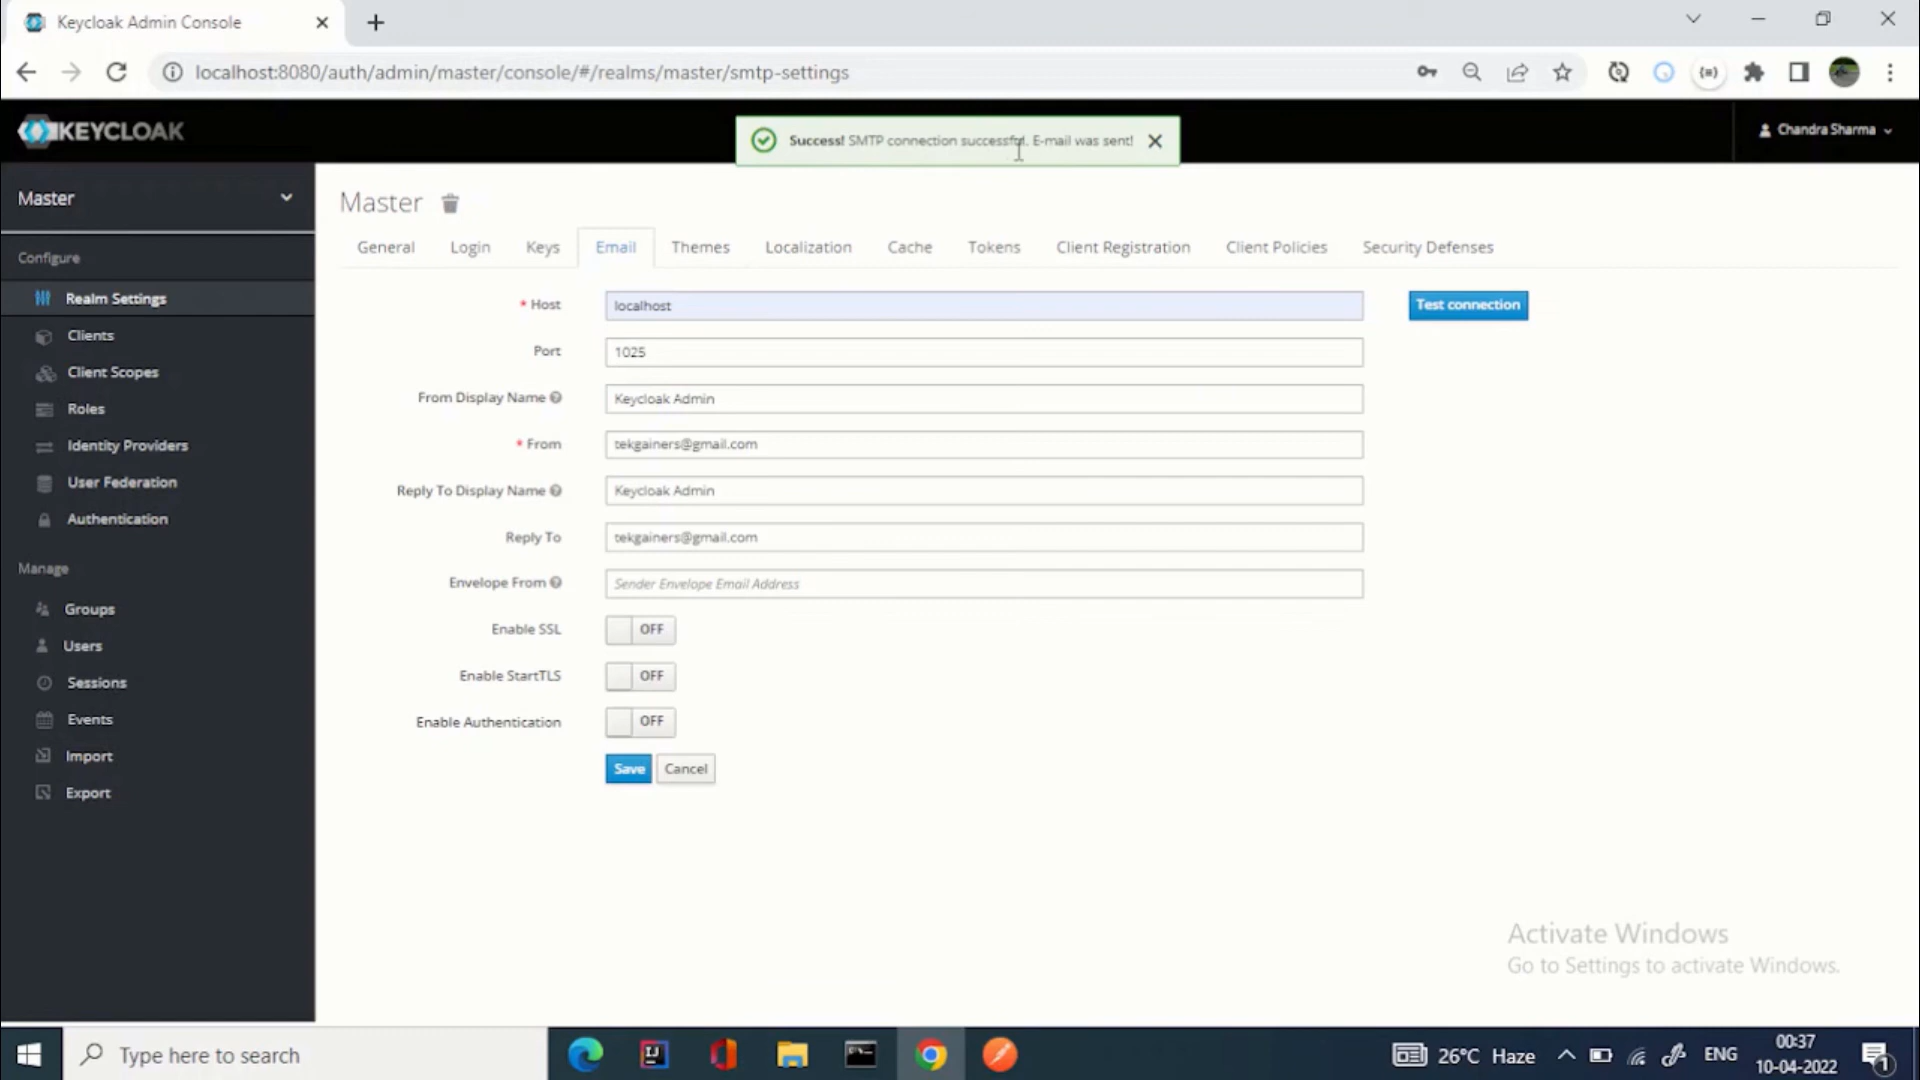 Keycloak Admin Console
localhost:8080/auth/admin/master/console/#/realms/master/smtp-settings
KEYCLOAK
Success! SMTP connection successful. E-mail was sent!
Chandra Sharma
Master
Configure
Realm Settings
Clients
Client Scopes
Roles
Identity Providers
User Federation
Authentication
Manage
Groups
Users
Sessions
Events
Import
Export
Master
General Login Keys Email Themes Localization Cache Tokens Client Registration Client Policies Security Defenses
* Host localhost Test connection
Port 1025
From Display Name Keycloak Admin
* From tekgainers@gmail.com
Reply To Display Name Keycloak Admin
Reply To tekgainers@gmail.com
Envelope From Sender Envelope Email Address
Enable SSL OFF
Enable StartTLS OFF
Enable Authentication OFF
Save Cancel
Activate Windows
Go to Settings to activate Windows.
Type here to search
26°C Haze
ENG
00:37
10-04-2022
1